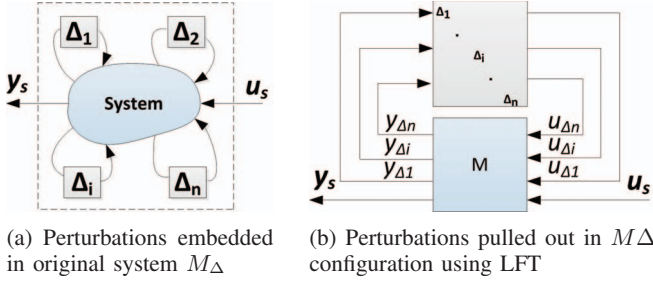 Δ1
Δ2
ys
System
us
Δi
Δn
(a) Perturbations embedded
in original system MΔ
Δ1
Δi
Δn
yΔn
yΔi
yΔ1
M
uΔn
uΔi
uΔ1
ys
us
(b) Perturbations pulled out in MΔ
configuration using LFT